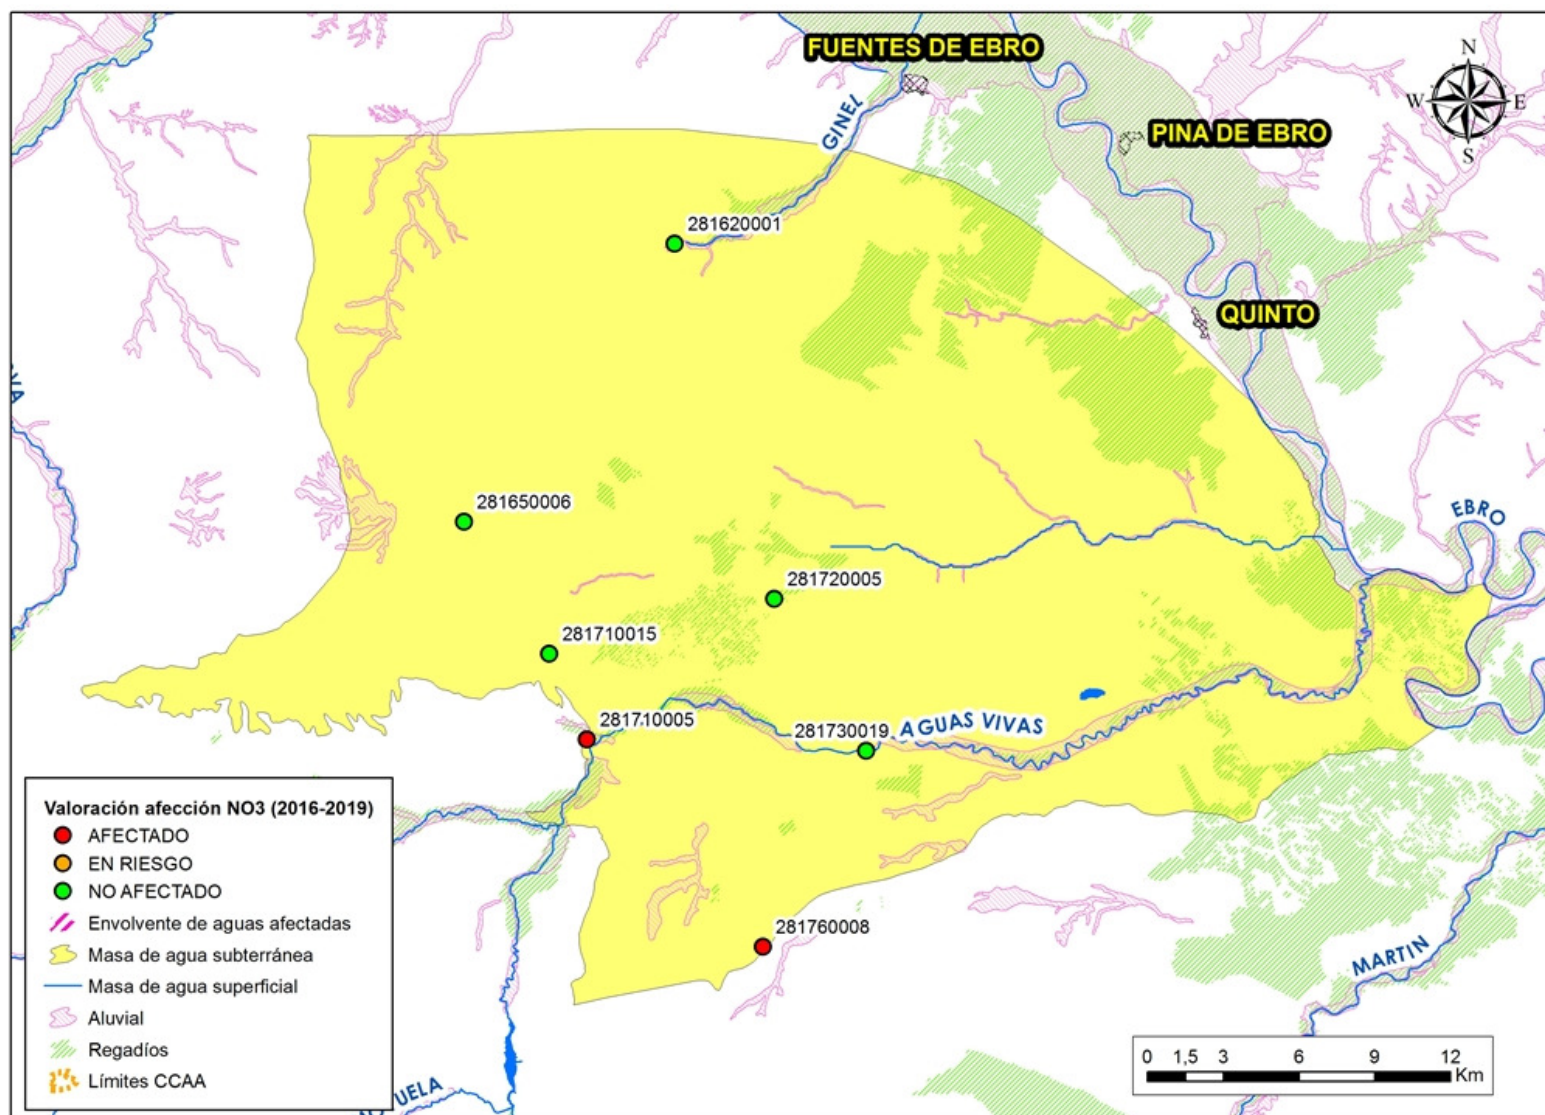 FUENTES DE EBRO
N
W E
S
GINEL
PINA DE EBRO
281620001
QUINTO
281650006
EBRO
281720005
281710015
281710005
281730019
AGUAS VIVAS
281760008
MARTIN
Valoración afección NO3 (2016-2019)
AFECTADO
EN RIESGO
NO AFECTADO
Envolvente de aguas afectadas
Masa de agua subterránea
Masa de agua superficial
Aluvial
Regadíos
Límites CCAA
0 1,5 3 6 9 12
Km